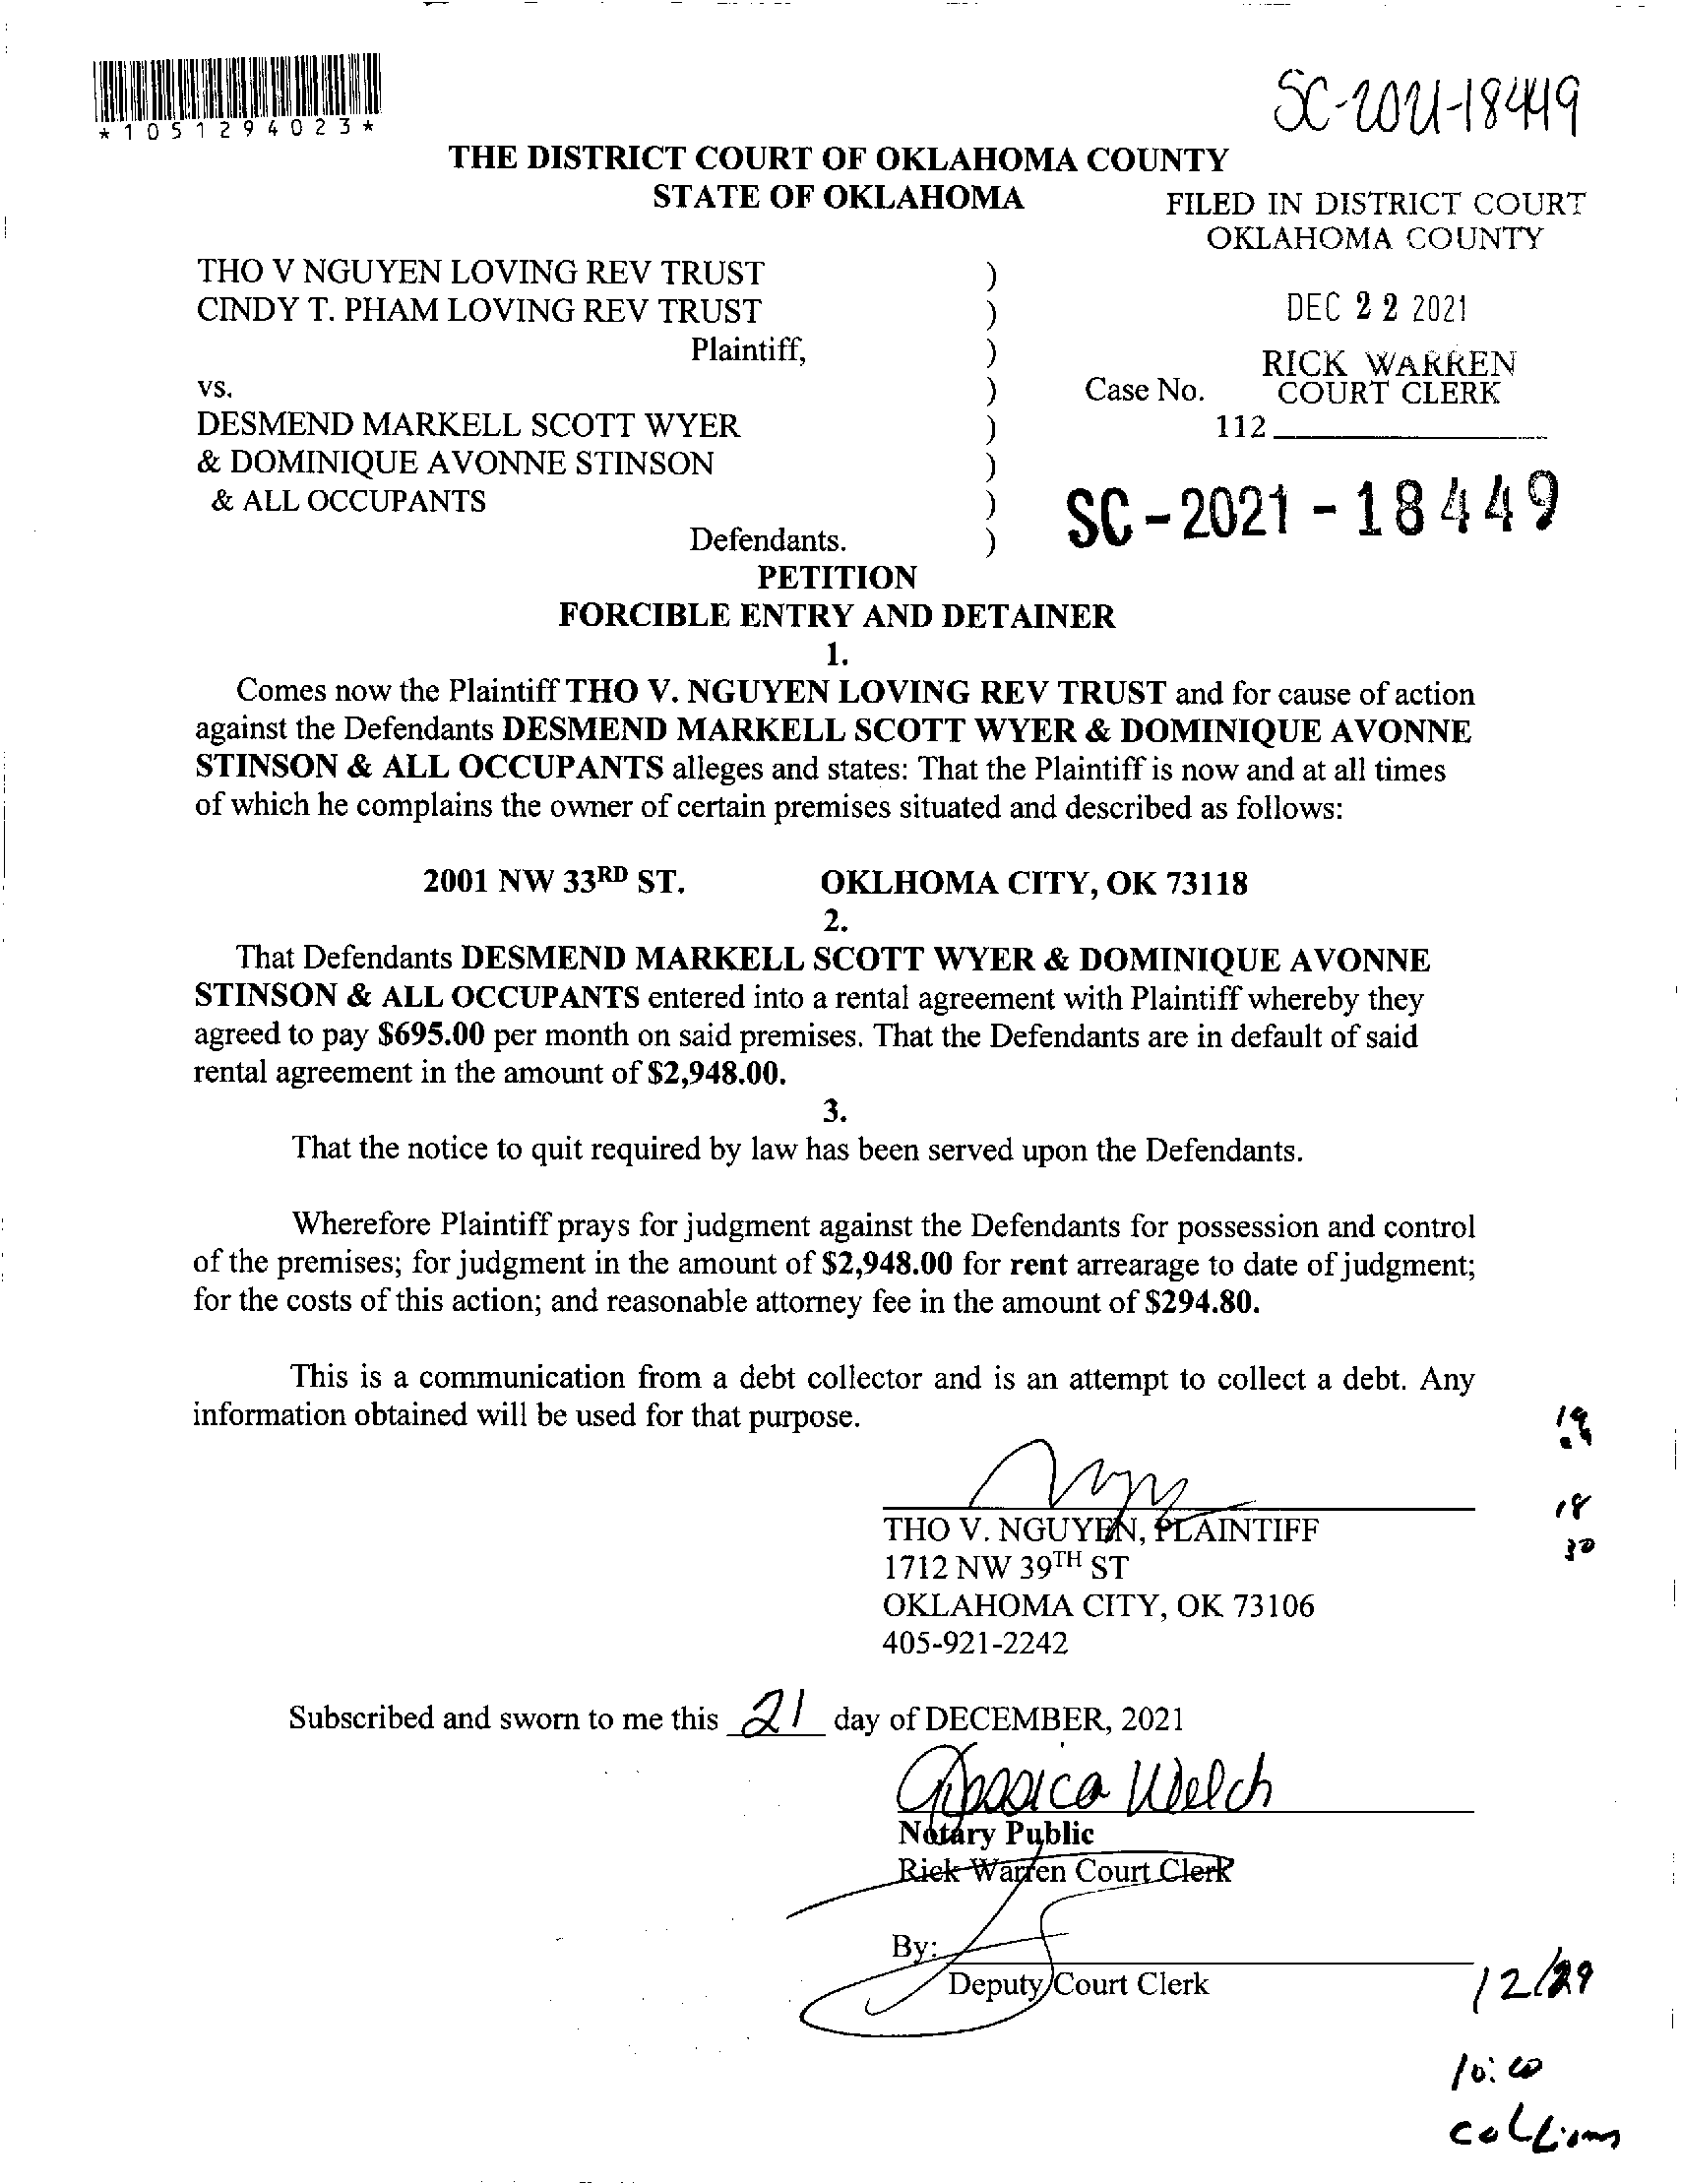 SC-2021-18449
*1051294023*
THE DISTRICT COURT OF OKLAHOMA COUNTY
STATE OF OKLAHOMA
FILED IN DISTRICT COURT
OKLAHOMA COUNTY
THO V NGUYEN LOVING REV TRUST )
CINDY T. PHAM LOVING REV TRUST )
DEC 22 2021
Plaintiff, )
RICK WARREN
vs. ) Case No. COURT CLERK
DESMEND MARKELL SCOTT WYER ) 112
& DOMINIQUE AVONNE STINSON )
& ALL OCCUPANTS )
SC-2021-18449
Defendants. )
PETITION
FORCIBLE ENTRY AND DETAINER
1.
Comes now the Plaintiff THO V. NGUYEN LOVING REV TRUST and for cause of action
against the Defendants DESMEND MARKELL SCOTT WYER & DOMINIQUE AVONNE
STINSON & ALL OCCUPANTS alleges and states: That the Plaintiff is now and at all times
of which he complains the owner of certain premises situated and described as follows:
2001 NW 33RD ST. OKLHOMA CITY, OK 73118
2.
That Defendants DESMEND MARKELL SCOTT WYER & DOMINIQUE AVONNE
STINSON & ALL OCCUPANTS entered into a rental agreement with Plaintiff whereby they
agreed to pay $695.00 per month on said premises. That the Defendants are in default of said
rental agreement in the amount of $2,948.00.
3.
That the notice to quit required by law has been served upon the Defendants.
Wherefore Plaintiff prays for judgment against the Defendants for possession and control
of the premises; for judgment in the amount of $2,948.00 for rent arrearage to date of judgment;
for the costs of this action; and reasonable attorney fee in the amount of $294.80.
This is a communication from a debt collector and is an attempt to collect a debt. Any
information obtained will be used for that purpose.
18
30
THO V. NGUYEN, PLAINTIFF
1712 NW 39TH ST
OKLAHOMA CITY, OK 73106
405-921-2242
Subscribed and sworn to me this 21 day of DECEMBER, 2021
Jessica Welch
Notary Public
Rick Warren Court Clerk
By:
Deputy Court Clerk
12/29
10:00
collins